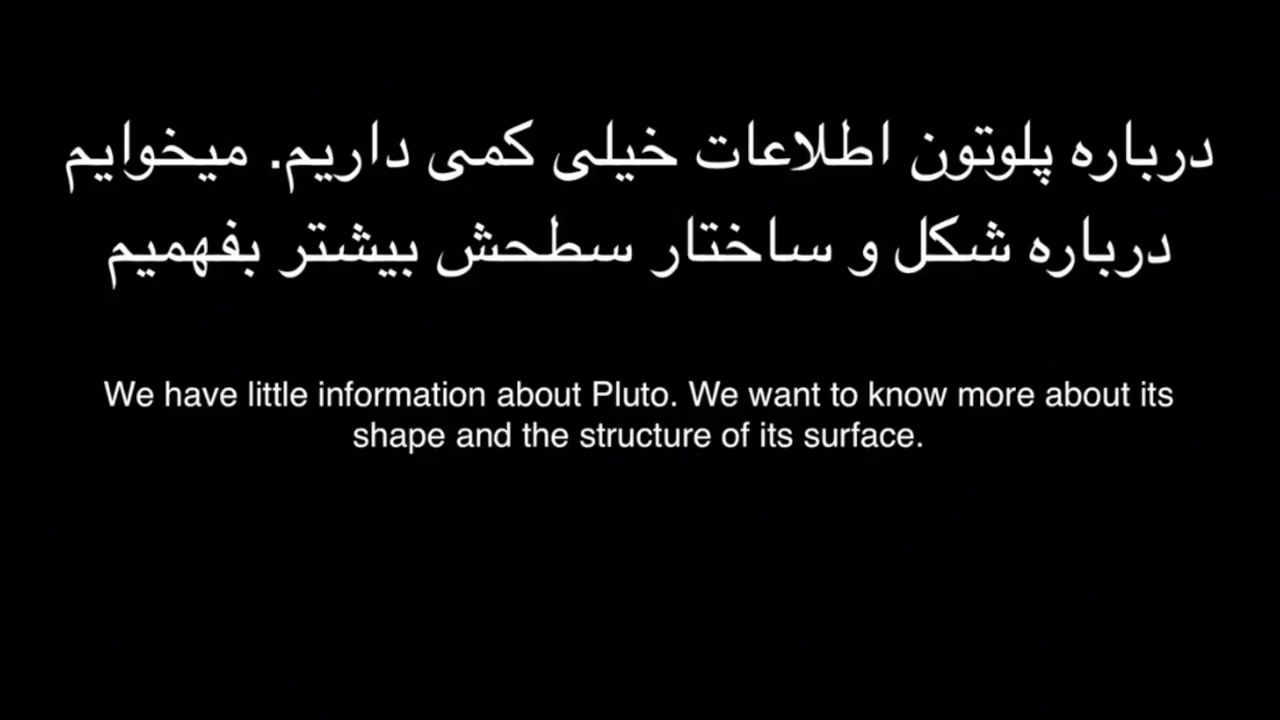 درباره پلوتون اطلاعات خیلی کمی داریم. میخوایم
درباره شکل و ساختار سطحش بیشتر بفهمیم
We have little information about Pluto. We want to know more about its
shape and the structure of its surface.